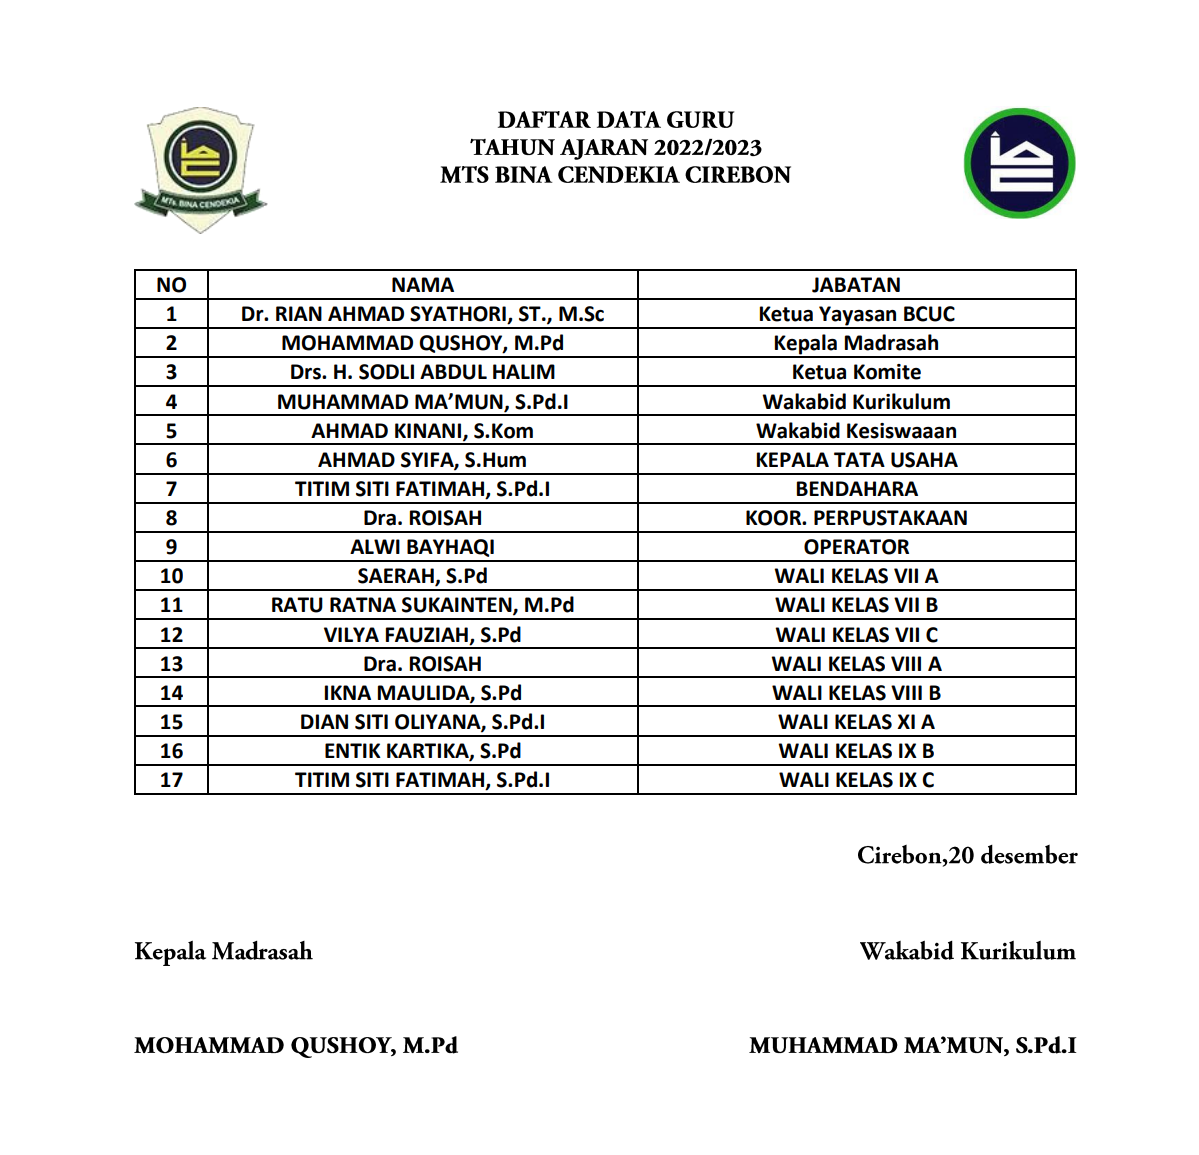 DAFTAR DATA GURU
TAHUN AJARAN 2022/2023
MTS BINA CENDEKIA CIREBON
MTs. BINA CENDEKIA
NO NAMA JABATAN
1 Dr. RIAN AHMAD SYATHORI, ST., M.Sc Ketua Yayasan BCUC
2 MOHAMMAD QUSHOY, M.Pd Kepala Madrasah
3 Drs. H. SODLI ABDUL HALIM Ketua Komite
4 MUHAMMAD MA’MUN, S.Pd.I Wakabid Kurikulum
5 AHMAD KINANI, S.Kom Wakabid Kesiswaaan
6 AHMAD SYIFA, S.Hum KEPALA TATA USAHA
7 TITIM SITI FATIMAH, S.Pd.I BENDAHARA
8 Dra. ROISAH KOOR. PERPUSTAKAAN
9 ALWI BAYHAQI OPERATOR
10 SAERAH, S.Pd WALI KELAS VII A
11 RATU RATNA SUKAINTEN, M.Pd WALI KELAS VII B
12 VILYA FAUZIAH, S.Pd WALI KELAS VII C
13 Dra. ROISAH WALI KELAS VIII A
14 IKNA MAULIDA, S.Pd WALI KELAS VIII B
15 DIAN SITI OLIYANA, S.Pd.I WALI KELAS XI A
16 ENTIK KARTIKA, S.Pd WALI KELAS IX B
17 TITIM SITI FATIMAH, S.Pd.I WALI KELAS IX C
Cirebon,20 desember
Kepala Madrasah Wakabid Kurikulum
MOHAMMAD QUSHOY, M.Pd MUHAMMAD MA’MUN, S.Pd.I